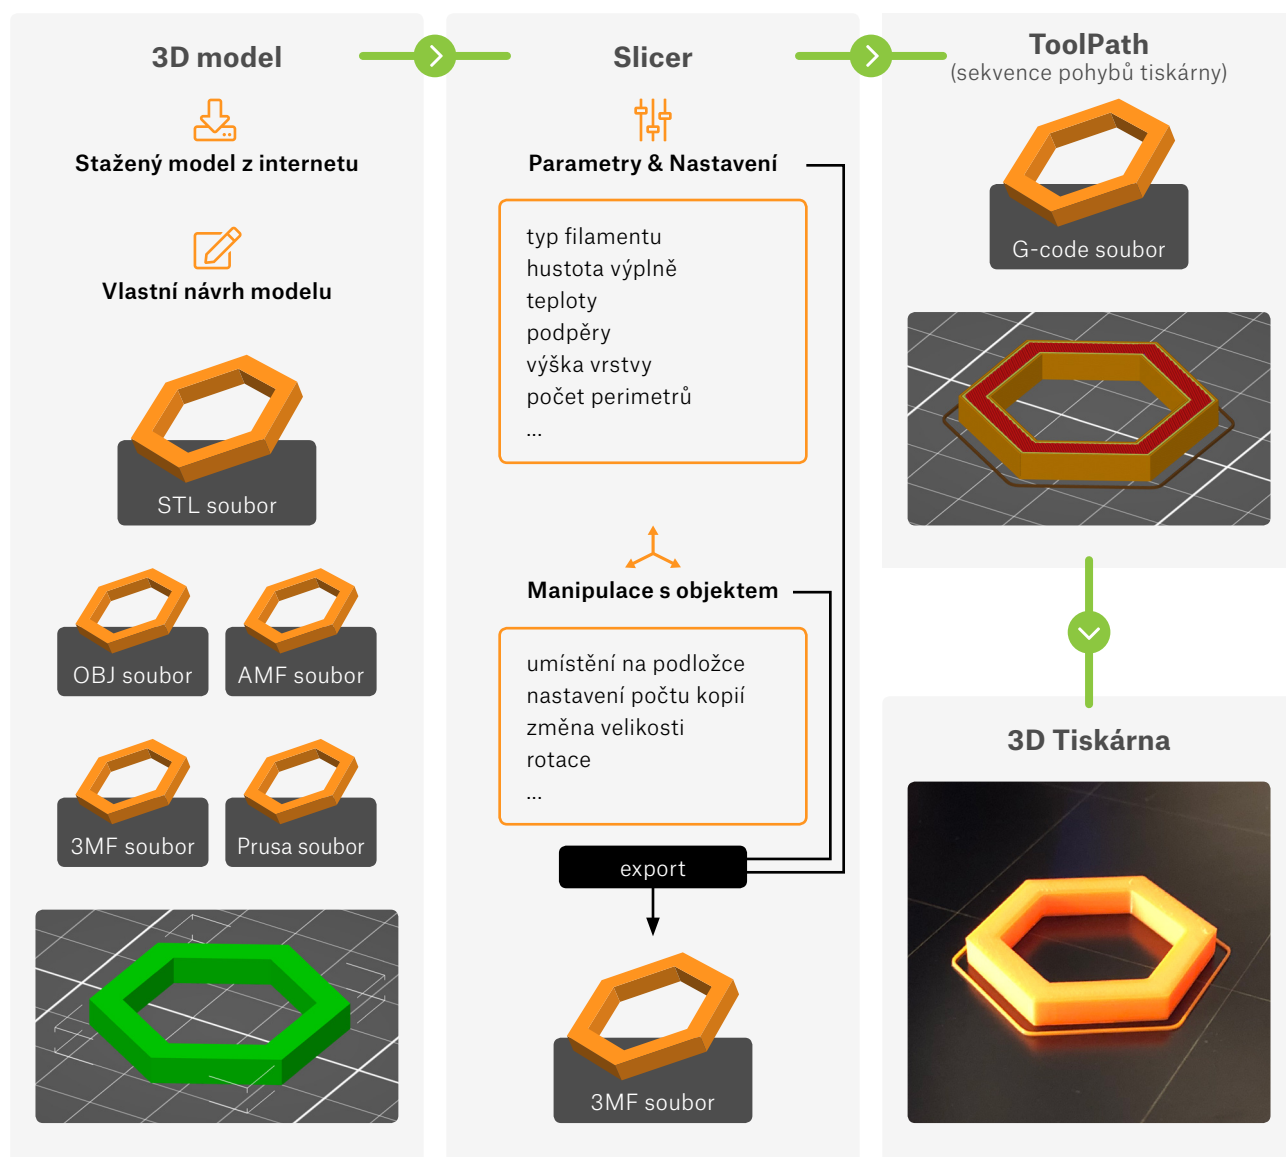 3D model
Stažený model z internetu
Vlastní návrh modelu
STL soubor
OBJ soubor
AMF soubor
3MF soubor
Prusa soubor
Slicer
Parametry & Nastavení
typ filamentu
hustota výplně
teploty
podpěry
výška vrstvy
počet perimetrů
...
Manipulace s objektem
umístění na podložce
nastavení počtu kopií
změna velikosti
rotace
...
export
3MF soubor
ToolPath
(sekvence pohybů tiskárny)
G-code soubor
3D Tiskárna